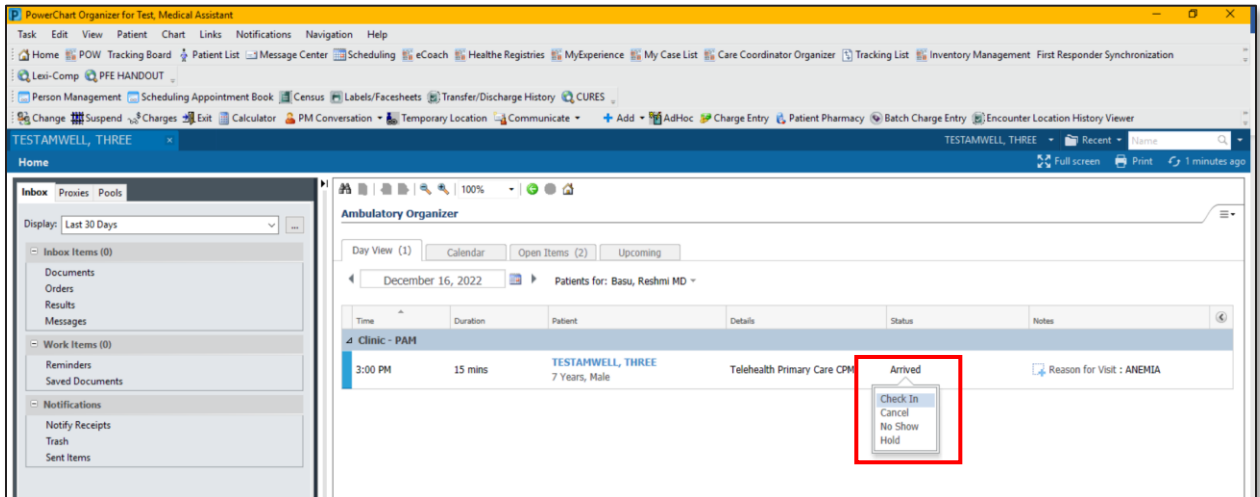 PowerChart Organizer for Test, Medical Assistant
Task Edit View Patient Chart Links Notifications Navigation Help
Home POW Tracking Board Patient List Message Center Scheduling eCoach Healthe Registries MyExperience My Case List Care Coordinator Organizer Tracking List Inventory Management First Responder Synchronization
Lexi-Comp PFE HANDOUT
Person Management Scheduling Appointment Book Census Labels/Facesheets Transfer/Discharge History CURES
Change Suspend Charges Exit Calculator PM Conversation Temporary Location Communicate Add AdHoc Charge Entry Patient Pharmacy Batch Charge Entry Encounter Location History Viewer
TESTAMWELL, THREE × TESTAMWELL, THREE Recent Name
Home Full screen Print 1 minutes ago
Inbox Proxies Pools
Display: Last 30 Days ...
Inbox Items (0)
Documents
Orders
Results
Messages
Work Items (0)
Reminders
Saved Documents
Notifications
Notify Receipts
Trash
Sent Items
100%
Ambulatory Organizer
Day View (1) Calendar Open Items (2) Upcoming
December 16, 2022 Patients for: Basu, Reshmi MD
Time Duration Patient Details Status Notes
Clinic - PAM
3:00 PM 15 mins TESTAMWELL, THREE Telehealth Primary Care CPM Arrived Reason for Visit : ANEMIA
7 Years, Male
Check In
Cancel
No Show
Hold